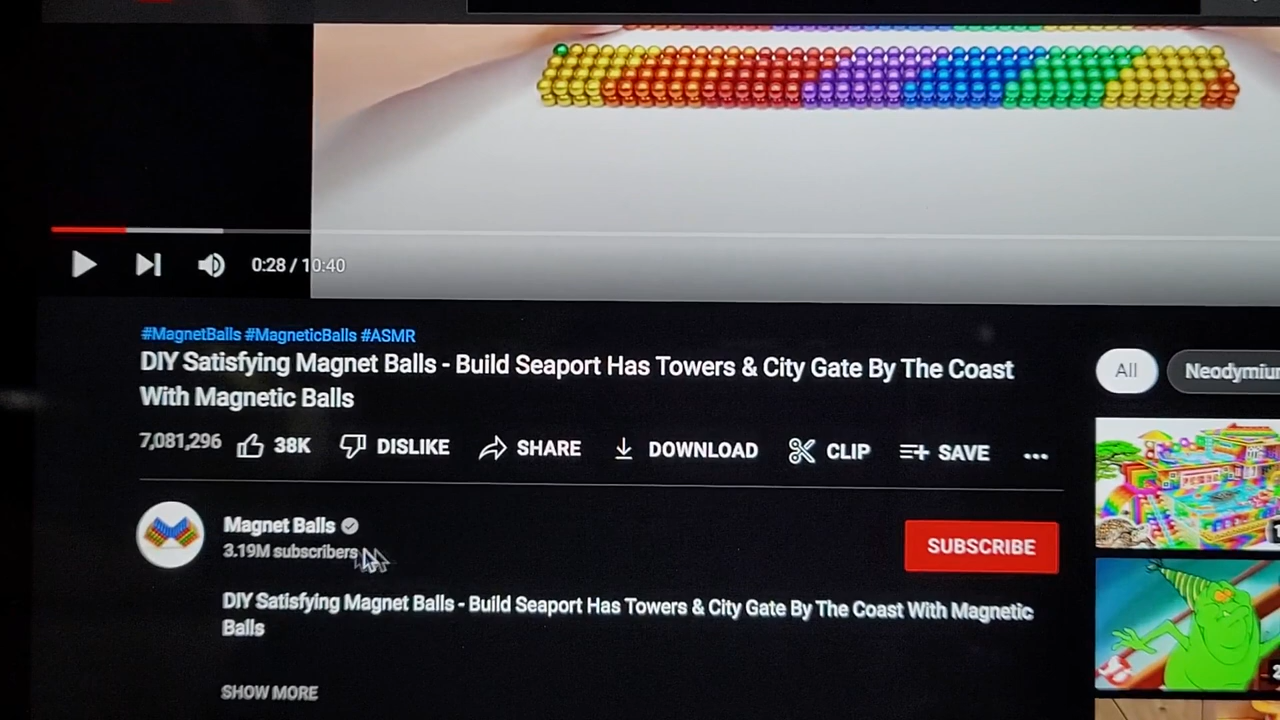 0:28 / 10:40
#MagnetBalls #MagneticBalls #ASMR
DIY Satisfying Magnet Balls - Build Seaport Has Towers & City Gate By The Coast
With Magnetic Balls
7,081,296 38K DISLIKE SHARE DOWNLOAD CLIP SAVE ...
All Neodymiu
Magnet Balls
3.19M subscribers
SUBSCRIBE
DIY Satisfying Magnet Balls - Build Seaport Has Towers & City Gate By The Coast With Magnetic
Balls
SHOW MORE